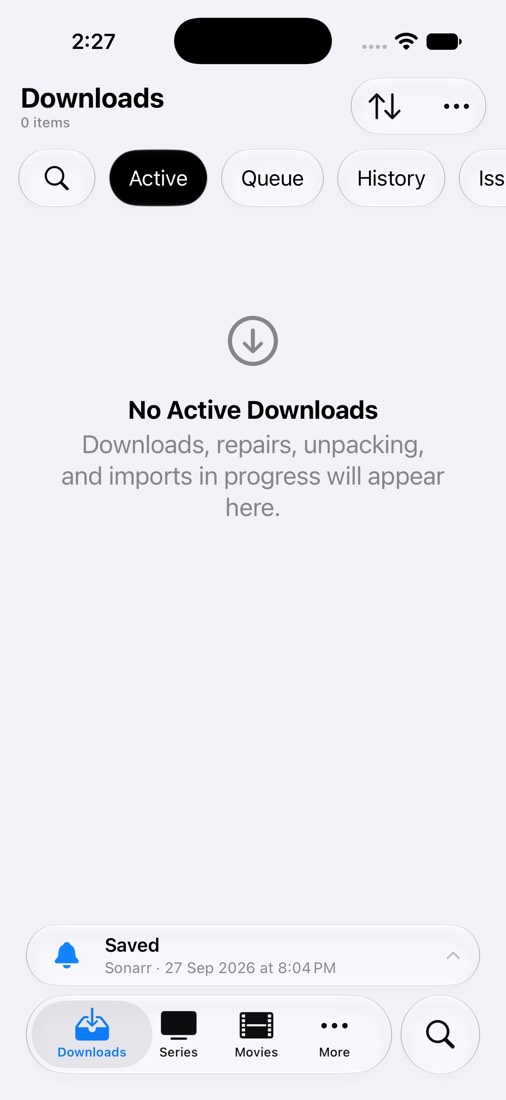 2:27
Downloads
0 items
Active
Queue
History
Iss
No Active Downloads
Downloads, repairs, unpacking,
and imports in progress will appear
here.
Saved
Sonarr · 27 Sep 2026 at 8:04 PM
Downloads
Series
Movies
More